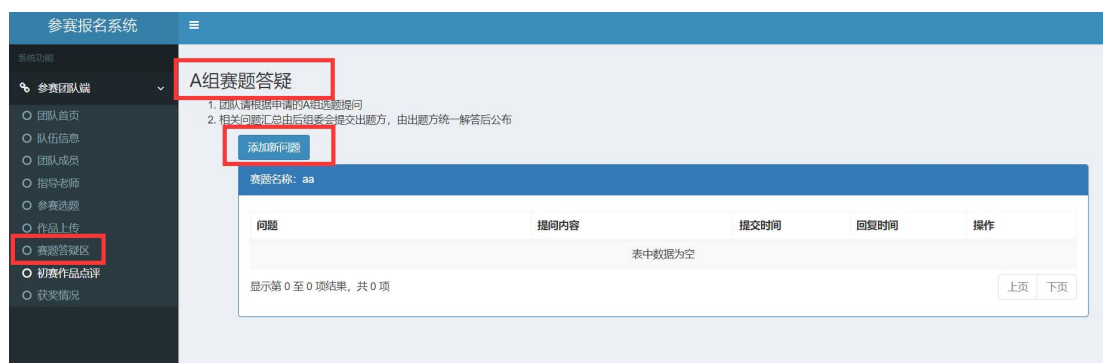 参赛报名系统
系统功能
参赛团队端
团队首页
队伍信息
团队成员
指导老师
参赛选题
作品上传
赛题答疑区
初赛作品点评
获奖情况
A组赛题答疑
1. 团队请根据申请的A组选题提问
2. 相关问题汇总由后组委会提交出题方，由出题方统一解答后公布
添加新问题
赛题名称：aa
问题 提问内容 提交时间 回复时间 操作
表中数据为空
显示第 0 至 0 项结果，共 0 项
上页 下页